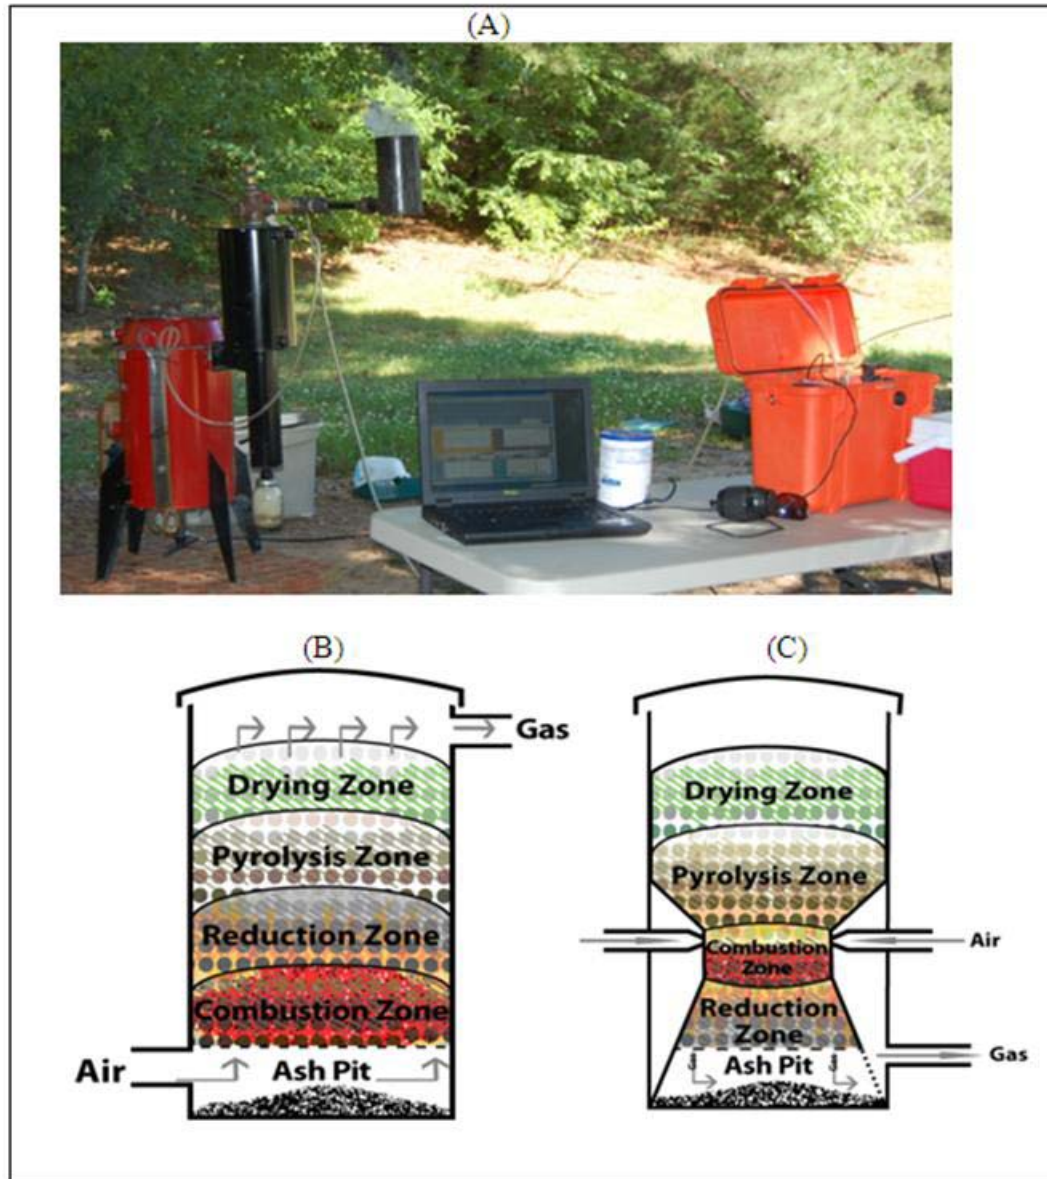 (A)
(B)
Gas
Drying Zone
Pyrolysis Zone
Reduction Zone
Combustion Zone
Air
Ash Pit
(C)
Drying Zone
Pyrolysis Zone
Combustion
Zone
Air
Reduction
Zone
Ash Pit
Gas